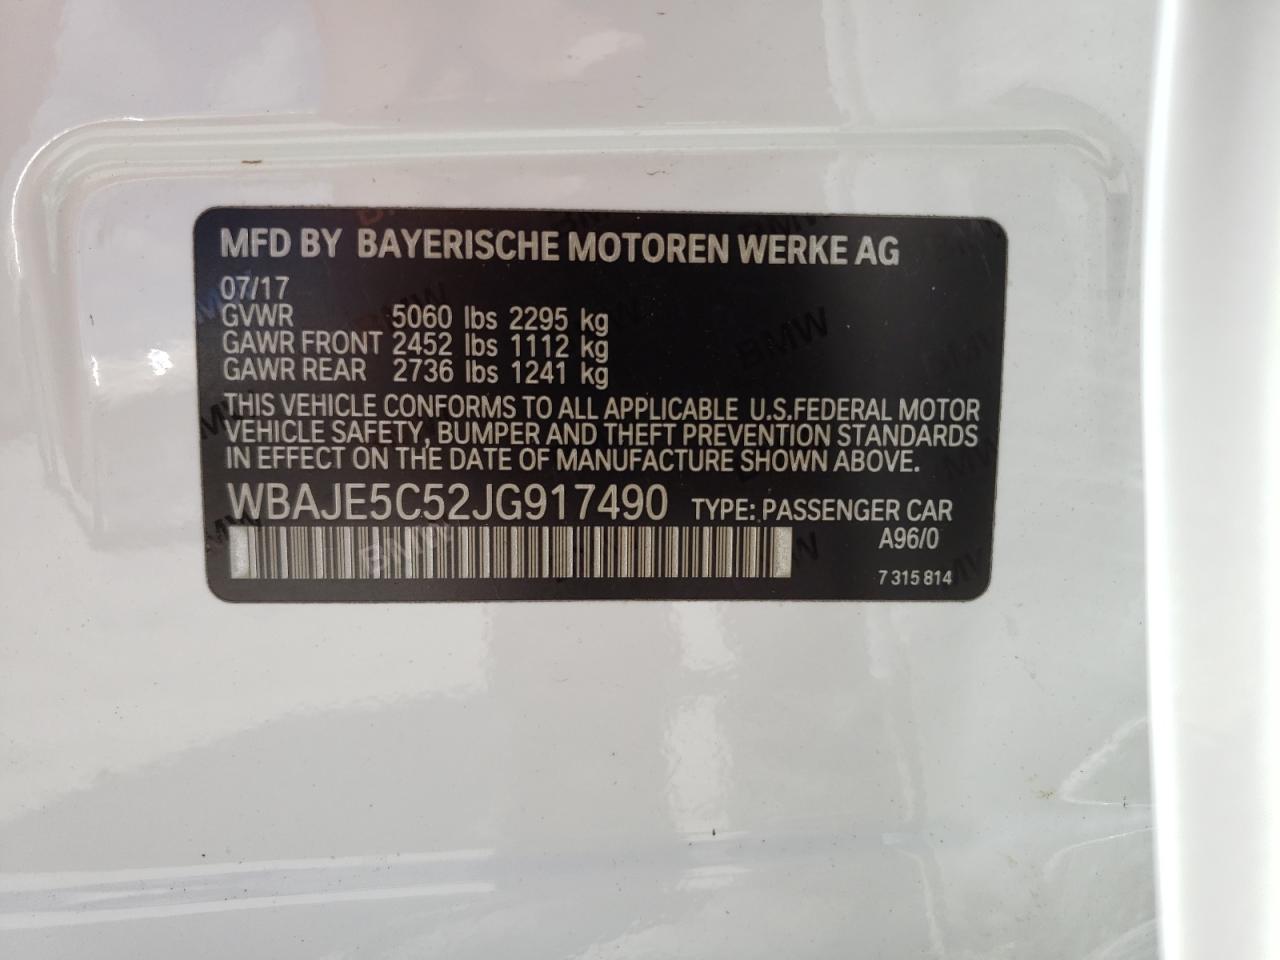 MFD BY BAYERISCHE MOTOREN WERKE AG
07/17
GVWR 5060 lbs 2295 kg
GAWR FRONT 2452 lbs 1112 kg
GAWR REAR 2736 lbs 1241 kg
THIS VEHICLE CONFORMS TO ALL APPLICABLE U.S.FEDERAL MOTOR
VEHICLE SAFETY, BUMPER AND THEFT PREVENTION STANDARDS
IN EFFECT ON THE DATE OF MANUFACTURE SHOWN ABOVE.
WBAJE5C52JG917490 TYPE: PASSENGER CAR
A96/0
7 315 814